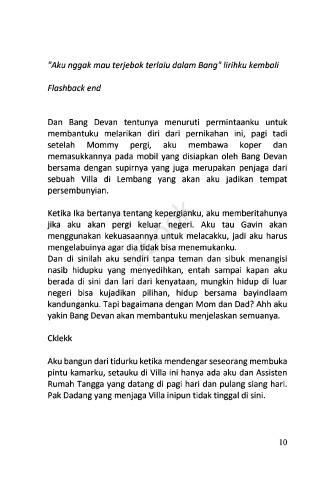 "Aku nggak mau terjebak terlalu dalam Bang" lirihku kembali
Flashback end
Dan Bang Devan tentunya menuruti permintaanku untuk
membantuku melarikan diri dari pernikahan ini, pagi tadi
setelah Mommy pergi, aku membawa koper dan
memasukkannya pada mobil yang disiapkan oleh Bang Devan
bersama dengan supirnya yang juga merupakan penjaga dari
sebuah Villa di Lembang yang akan aku jadikan tempat
persembunyian.
Ketika Ika bertanya tentang kepergianku, aku memberitahunya
jika aku akan pergi keluar negeri. Aku tau Gavin akan
menggunakan kekuasaannya untuk melacakku, jadi aku harus
mengelabuinya agar dia tidak bisa menemukanku.
Dan di sinilah aku sendiri tanpa teman dan sibuk menangisi
nasib hidupku yang menyedihkan, entah sampai kapan aku
berada di sini dan lari dari kenyataan, mungkin hidup di luar
negeri bisa kujadikan pilihan, hidup bersama bayindlaam
kandunganku. Tapi bagaimana dengan Mom dan Dad? Ahh aku
yakin Bang Devan akan membantuku menjelaskan semuanya.
Cklekk
Aku bangun dari tidurku ketika mendengar seseorang membuka
pintu kamarku, setauku di Villa ini hanya ada aku dan Assisten
Rumah Tangga yang datang di pagi hari dan pulang siang hari.
Pak Dadang yang menjaga Villa inipun tidak tinggal di sini.
10